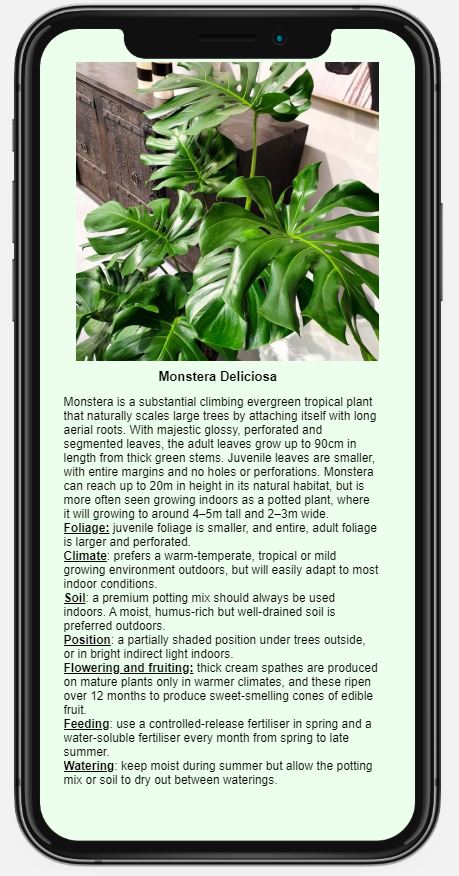 Monstera Deliciosa
Monstera is a substantial climbing evergreen tropical plant
that naturally scales large trees by attaching itself with long
aerial roots. With majestic glossy, perforated and
segmented leaves, the adult leaves grow up to 90cm in
length from thick green stems. Juvenile leaves are smaller,
with entire margins and no holes or perforations. Monstera
can reach up to 20m in height in its natural habitat, but is
more often seen growing indoors as a potted plant, where
it will growing to around 4–5m tall and 2–3m wide.
Foliage: juvenile foliage is smaller, and entire, adult foliage
is larger and perforated.
Climate: prefers a warm-temperate, tropical or mild
growing environment outdoors, but will easily adapt to most
indoor conditions.
Soil: a premium potting mix should always be used
indoors. A moist, humus-rich but well-drained soil is
preferred outdoors.
Position: a partially shaded position under trees outside,
or in bright indirect light indoors.
Flowering and fruiting: thick cream spathes are produced
on mature plants only in warmer climates, and these ripen
over 12 months to produce sweet-smelling cones of edible
fruit.
Feeding: use a controlled-release fertiliser in spring and a
water-soluble fertiliser every month from spring to late
summer.
Watering: keep moist during summer but allow the potting
mix or soil to dry out between waterings.